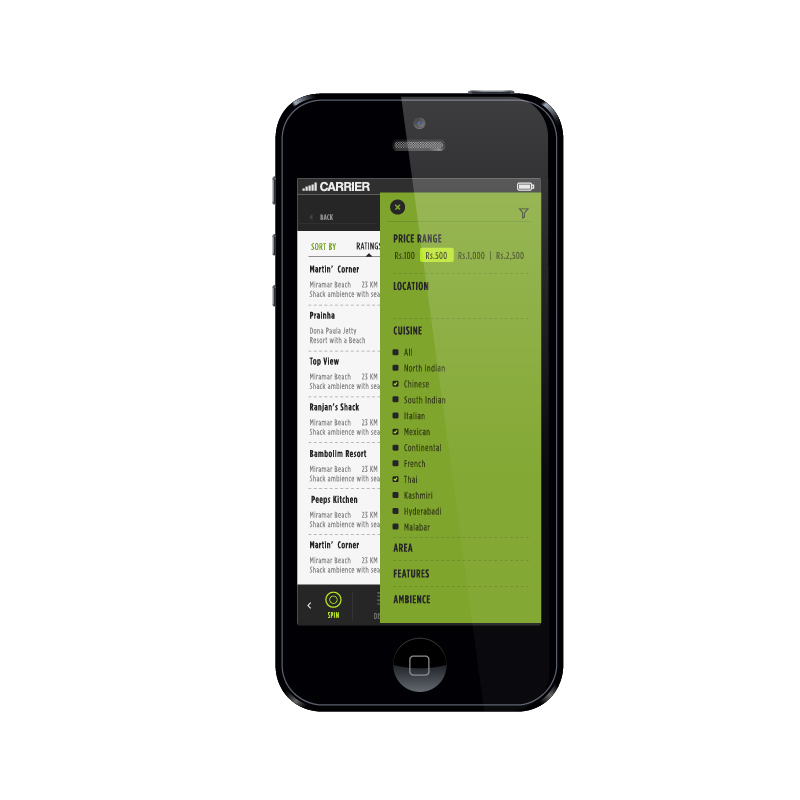 CARRIER
BACK
SORT BY RATINGS
Martin' Corner
Miramar Beach 23 KM
Shack ambience with sea
Prainha
Dona Paula Jetty
Resort with a Beach
Top View
Miramar Beach 23 KM
Shack ambience with sea
Ranjan's Shack
Miramar Beach 23 KM
Shack ambience with sea
Bambolim Resort
Miramar Beach 23 KM
Shack ambience with sea
Peeps Kitchen
Miramar Beach 23 KM
Shack ambience with sea
Martin' Corner
Miramar Beach 23 KM
Shack ambience with sea
SPIN
PRICE RANGE
Rs.100 Rs.500 Rs.1,000 | Rs.2,500
LOCATION
CUISINE
All
North Indian
Chinese
South Indian
Italian
Mexican
Continental
French
Thai
Kashmiri
Hyderabadi
Malabar
AREA
FEATURES
AMBIENCE